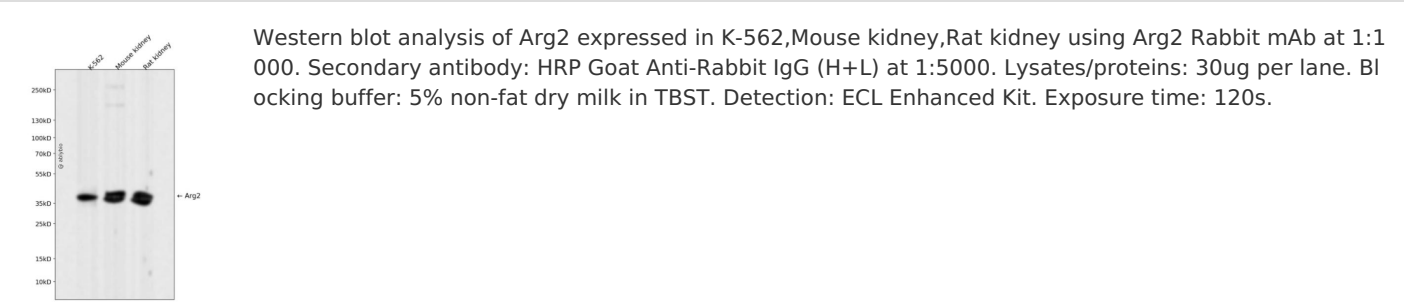 K-562
Mouse kidney
Rat kidney
250kD
130kD
100kD
70kD
55kD
35kD
25kD
15kD
10kD
@ abybio
← Arg2
Western blot analysis of Arg2 expressed in K-562,Mouse kidney,Rat kidney using Arg2 Rabbit mAb at 1:1
000. Secondary antibody: HRP Goat Anti-Rabbit IgG (H+L) at 1:5000. Lysates/proteins: 30ug per lane. Bl
ocking buffer: 5% non-fat dry milk in TBST. Detection: ECL Enhanced Kit. Exposure time: 120s.